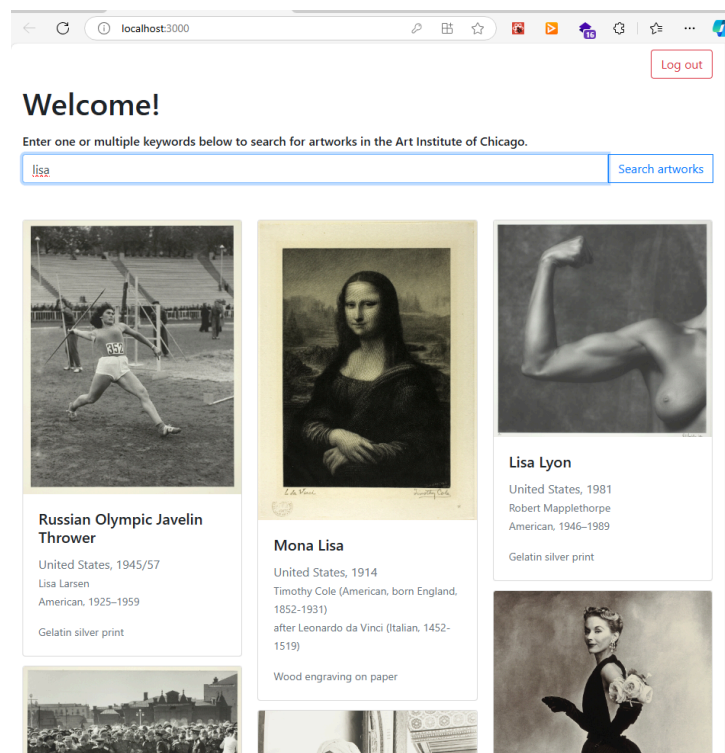 localhost:3000
16
Log out
Welcome!
Enter one or multiple keywords below to search for artworks in the Art Institute of Chicago.
lisa
Search artworks
352
Russian Olympic Javelin
Thrower
United States, 1945/57
Lisa Larsen
American, 1925–1959
Gelatin silver print
Timothy Cole
Mona Lisa
United States, 1914
Timothy Cole (American, born England,
1852-1931)
after Leonardo da Vinci (Italian, 1452-
1519)
Wood engraving on paper
Lisa Lyon
United States, 1981
Robert Mapplethorpe
American, 1946–1989
Gelatin silver print